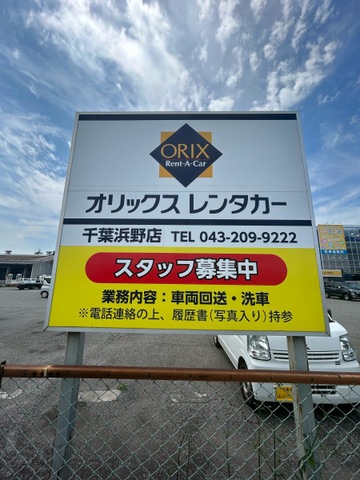 ORIX
Rent-A-Car
オリックス レンタカー
千葉浜野店 TEL 043-209-9222
スタッフ募集中
業務内容：車両回送・洗車
※電話連絡の上、履歴書(写真入り)持参